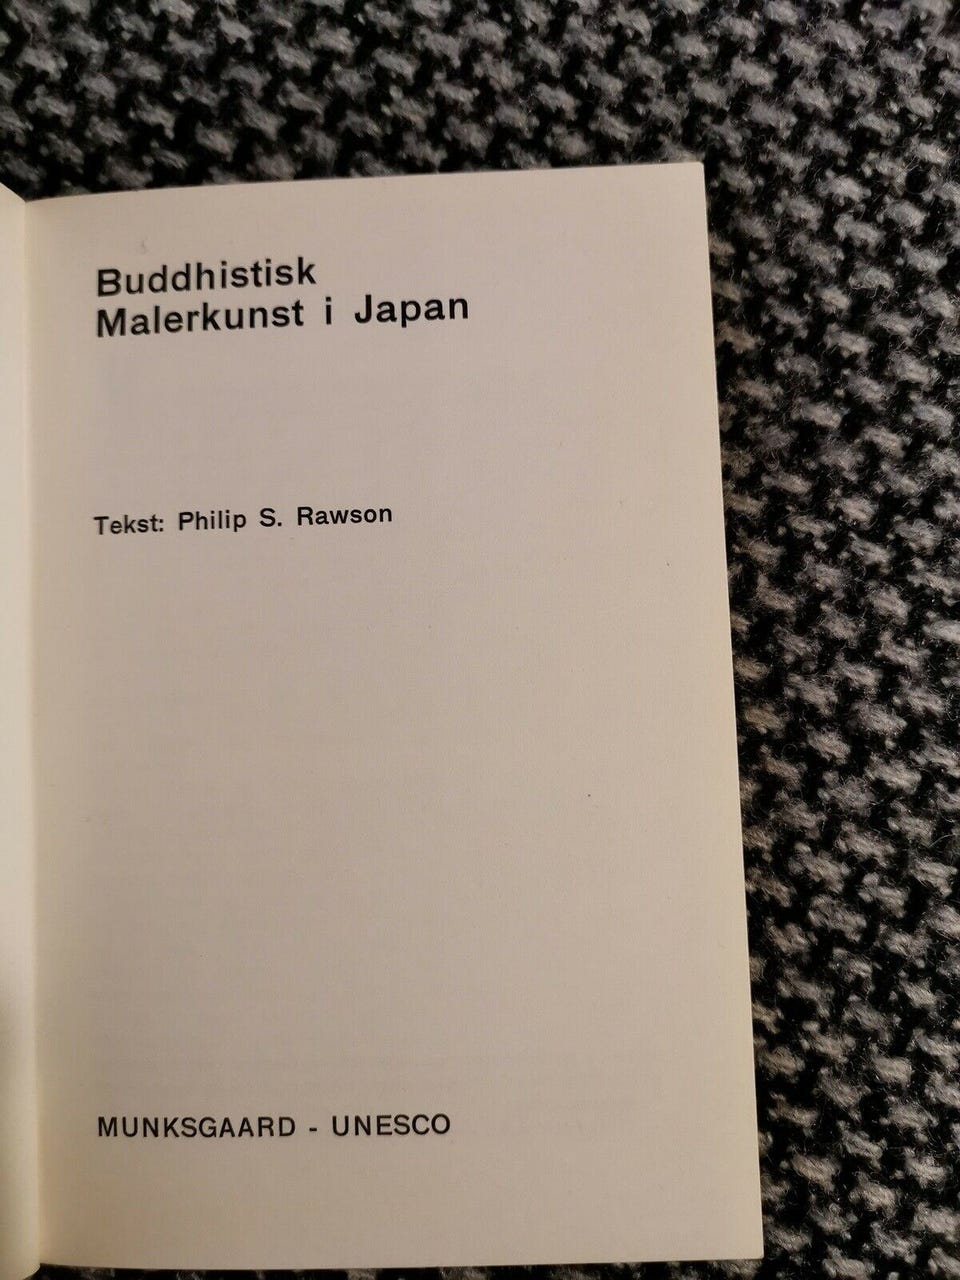 Buddhistisk
Malerkunst i Japan
Tekst: Philip S. Rawson
MUNKSGAARD - UNESCO